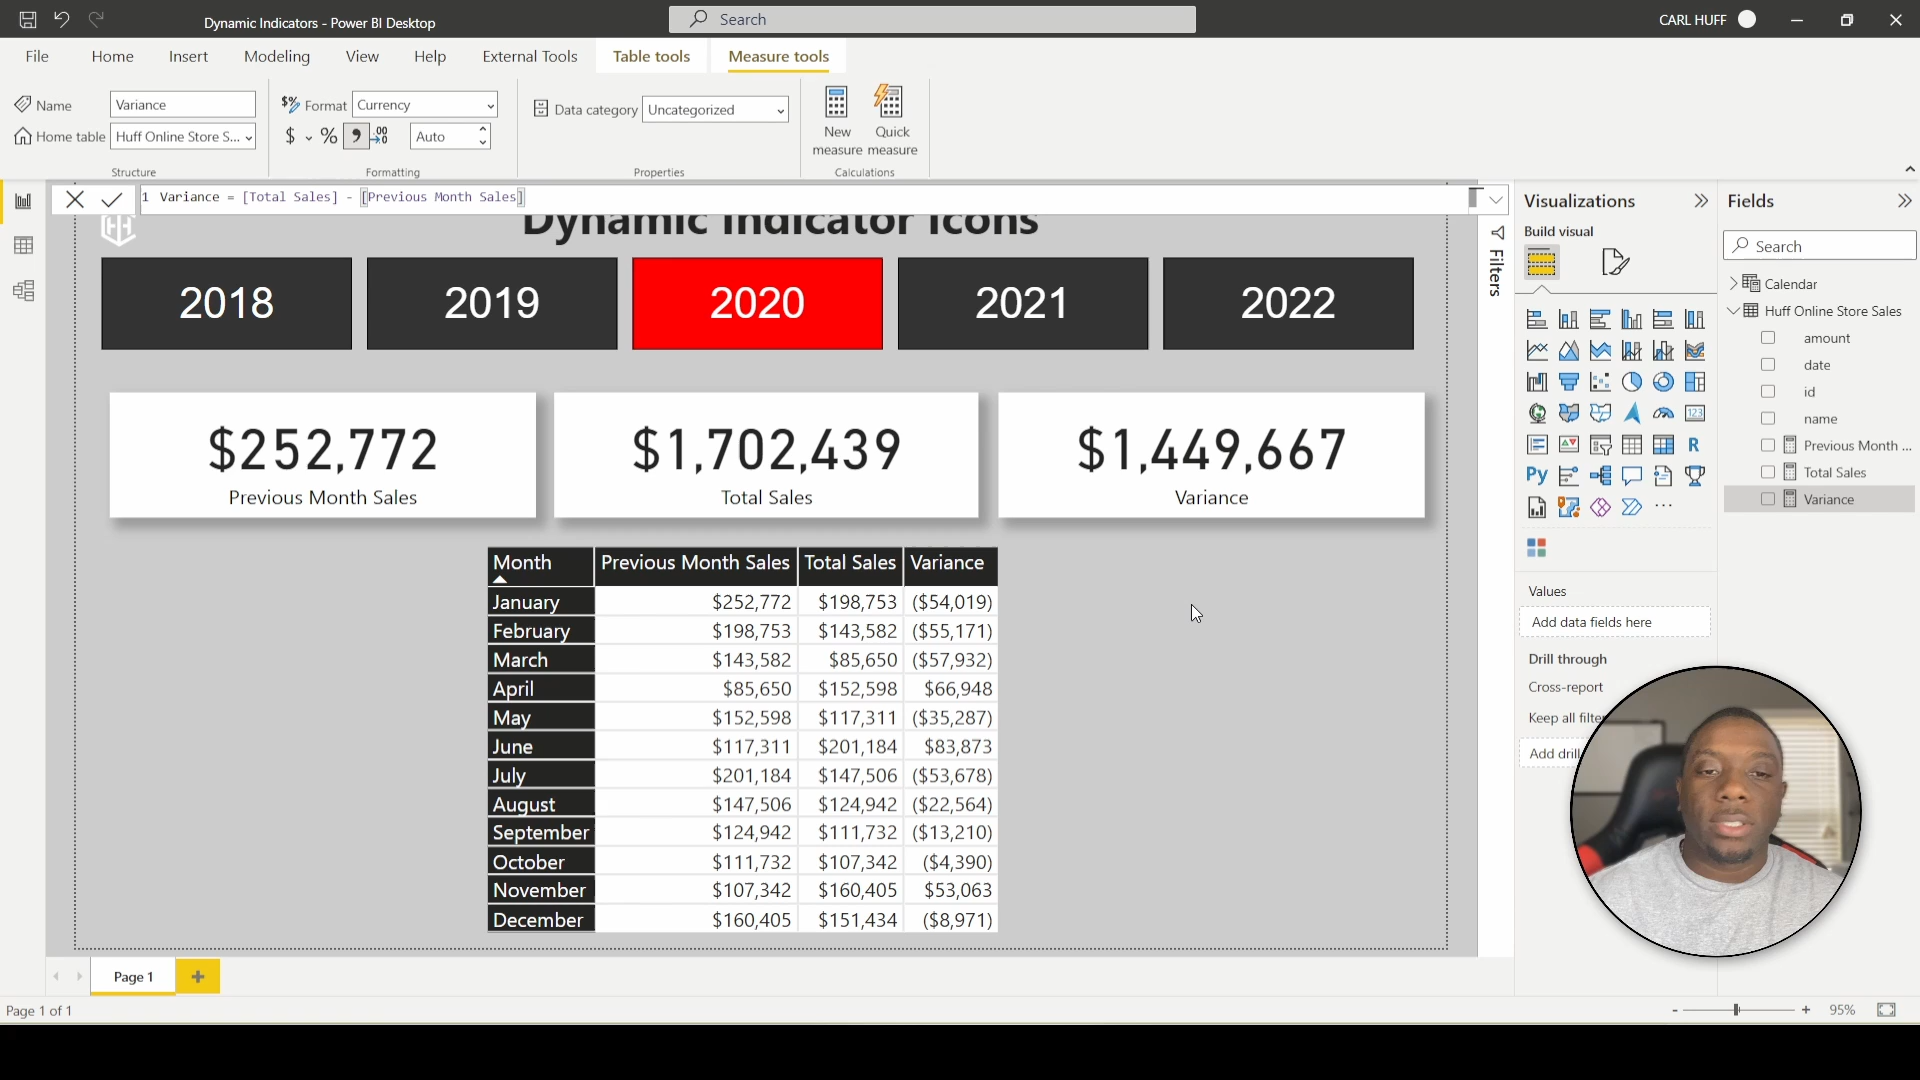 Dynamic Indicators - Power BI Desktop
Search
CARL HUFF
File Home Insert Modeling View Help External Tools Table tools Measure tools
Name Variance
Home table Huff Online Store S...
Structure
$% Format Currency
$ % , .00 Auto
Formatting
Data category Uncategorized
Properties
New measure
Quick measure
Calculations
1 Variance = [Total Sales] - [Previous Month Sales]
Dynamic Indicator Icons
2018 2019 2020 2021 2022
$252,772
Previous Month Sales
$1,702,439
Total Sales
$1,449,667
Variance
Month Previous Month Sales Total Sales Variance
January $252,772 $198,753 ($54,019)
February $198,753 $143,582 ($55,171)
March $143,582 $85,650 ($57,932)
April $85,650 $152,598 $66,948
May $152,598 $117,311 ($35,287)
June $117,311 $201,184 $83,873
July $201,184 $147,506 ($53,678)
August $147,506 $124,942 ($22,564)
September $124,942 $111,732 ($13,210)
October $111,732 $107,342 ($4,390)
November $107,342 $160,405 $53,063
December $160,405 $151,434 ($8,971)
Filters
Visualizations
Build visual
123
R
Py
...
Values
Add data fields here
Drill through
Cross-report
Keep all filte
Add drill
Fields
Search
Calendar
Huff Online Store Sales
amount
date
id
name
Previous Month ...
Total Sales
Variance
Page 1
Page 1 of 1
- + 95%